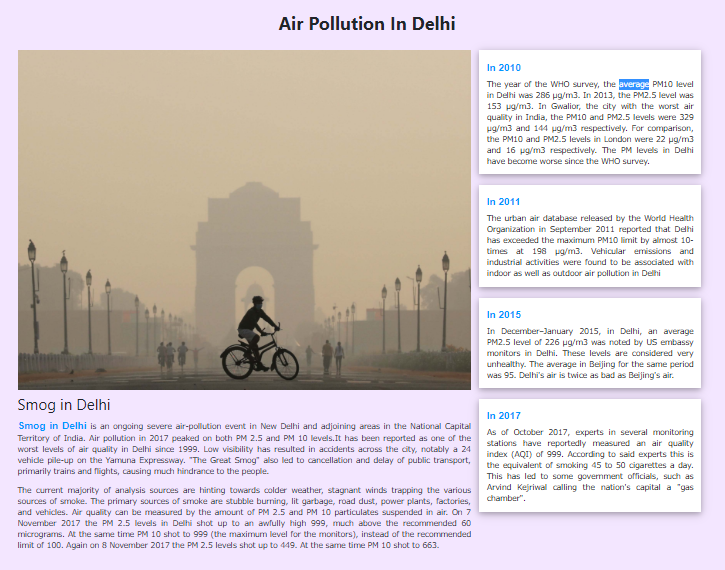 Air Pollution In Delhi
Smog in Delhi
Smog in Delhi is an ongoing severe air-pollution event in New Delhi and adjoining areas in the National Capital
Territory of India. Air pollution in 2017 peaked on both PM 2.5 and PM 10 levels.It has been reported as one of the
worst levels of air quality in Delhi since 1999. Low visibility has resulted in accidents across the city, notably a 24
vehicle pile-up on the Yamuna Expressway. "The Great Smog" also led to cancellation and delay of public transport,
primarily trains and flights, causing much hindrance to the people.
The current majority of analysis sources are hinting towards colder weather, stagnant winds trapping the various
sources of smoke. The primary sources of smoke are stubble burning, lit garbage, road dust, power plants, factories,
and vehicles. Air quality can be measured by the amount of PM 2.5 and PM 10 particulates suspended in air. On 7
November 2017 the PM 2.5 levels in Delhi shot up to an awfully high 999, much above the recommended 60
micrograms. At the same time PM 10 shot to 999 (the maximum level for the monitors), instead of the recommended
limit of 100. Again on 8 November 2017 the PM 2.5 levels shot up to 449. At the same time PM 10 shot to 663.
In 2010
The year of the WHO survey, the average PM10 level
in Delhi was 286 μg/m3. In 2013, the PM2.5 level was
153 μg/m3. In Gwalior, the city with the worst air
quality in India, the PM10 and PM2.5 levels were 329
μg/m3 and 144 μg/m3 respectively. For comparison,
the PM10 and PM2.5 levels in London were 22 μg/m3
and 16 μg/m3 respectively. The PM levels in Delhi
have become worse since the WHO survey.
In 2011
The urban air database released by the World Health
Organization in September 2011 reported that Delhi
has exceeded the maximum PM10 limit by almost 10-
times at 198 μg/m3. Vehicular emissions and
industrial activities were found to be associated with
indoor as well as outdoor air pollution in Delhi
In 2015
In December–January 2015, in Delhi, an average
PM2.5 level of 226 μg/m3 was noted by US embassy
monitors in Delhi. These levels are considered very
unhealthy. The average in Beijing for the same period
was 95. Delhi's air is twice as bad as Beijing's air.
In 2017
As of October 2017, experts in several monitoring
stations have reportedly measured an air quality
index (AQI) of 999. According to said experts this is
the equivalent of smoking 45 to 50 cigarettes a day.
This has led to some government officials, such as
Arvind Kejriwal calling the nation's capital a "gas
chamber".